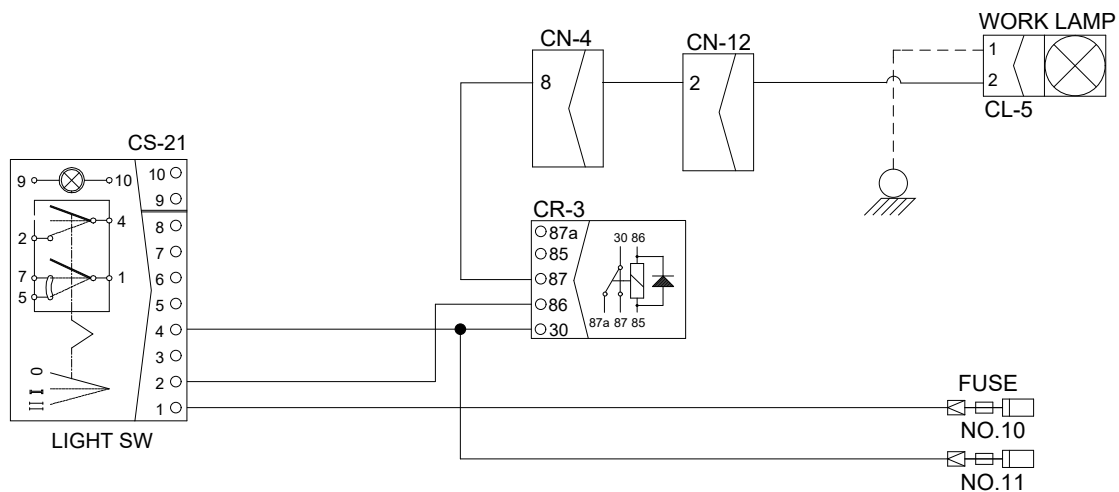 WORK LAMP
CN-4
CN-12
8
2
1
2
CL-5
CS-21
9
10
4
2
7
1
5
0
I
II
10
9
8
7
6
5
4
3
2
1
LIGHT SW
CR-3
87a
85
87
86
30
30 86
87a 87 85
FUSE
NO.10
NO.11